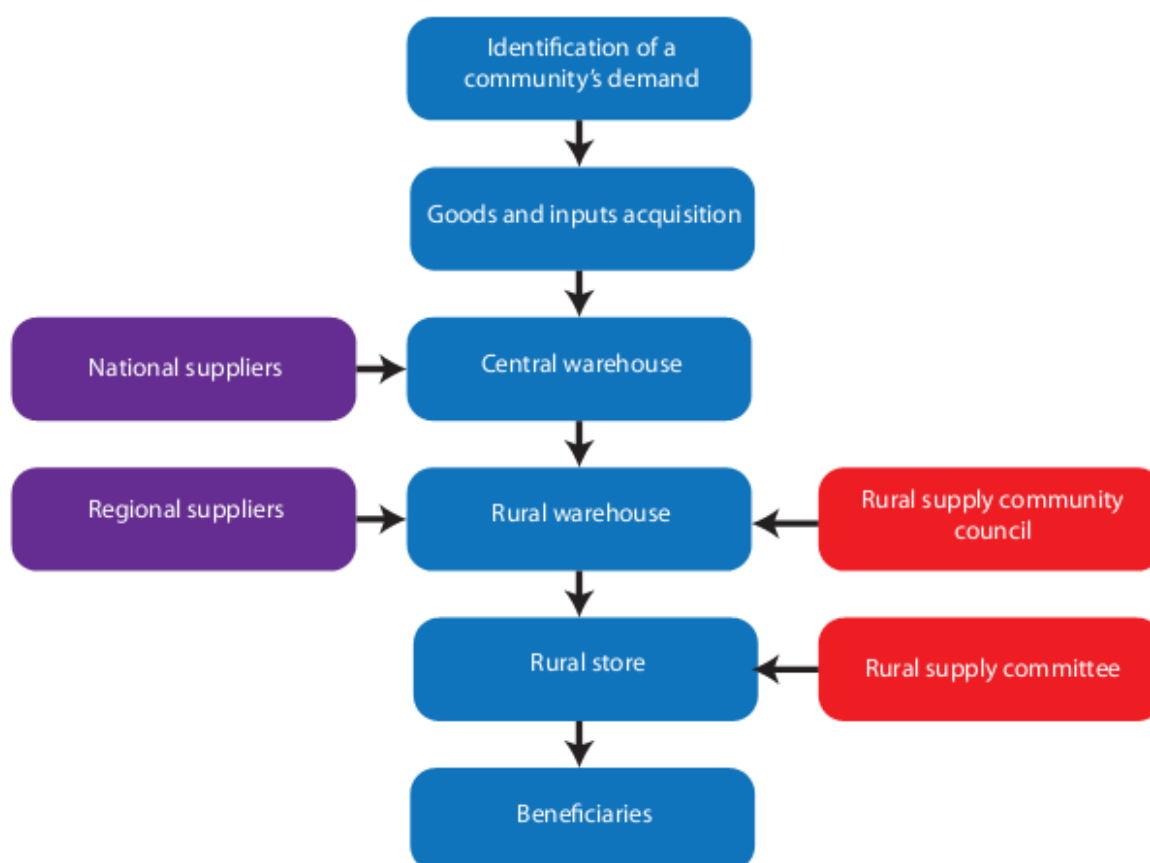 Identification of a
community's demand
Goods and inputs acquisition
National suppliers
Central warehouse
Regional suppliers
Rural warehouse
Rural supply community
council
Rural store
Rural supply committee
Beneficiaries